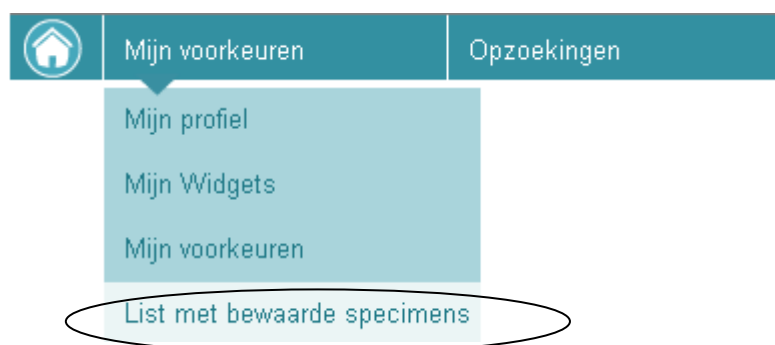 Mijn voorkeuren Opzoekingen
Mijn profiel
Mijn Widgets
Mijn voorkeuren
List met bewaarde specimens